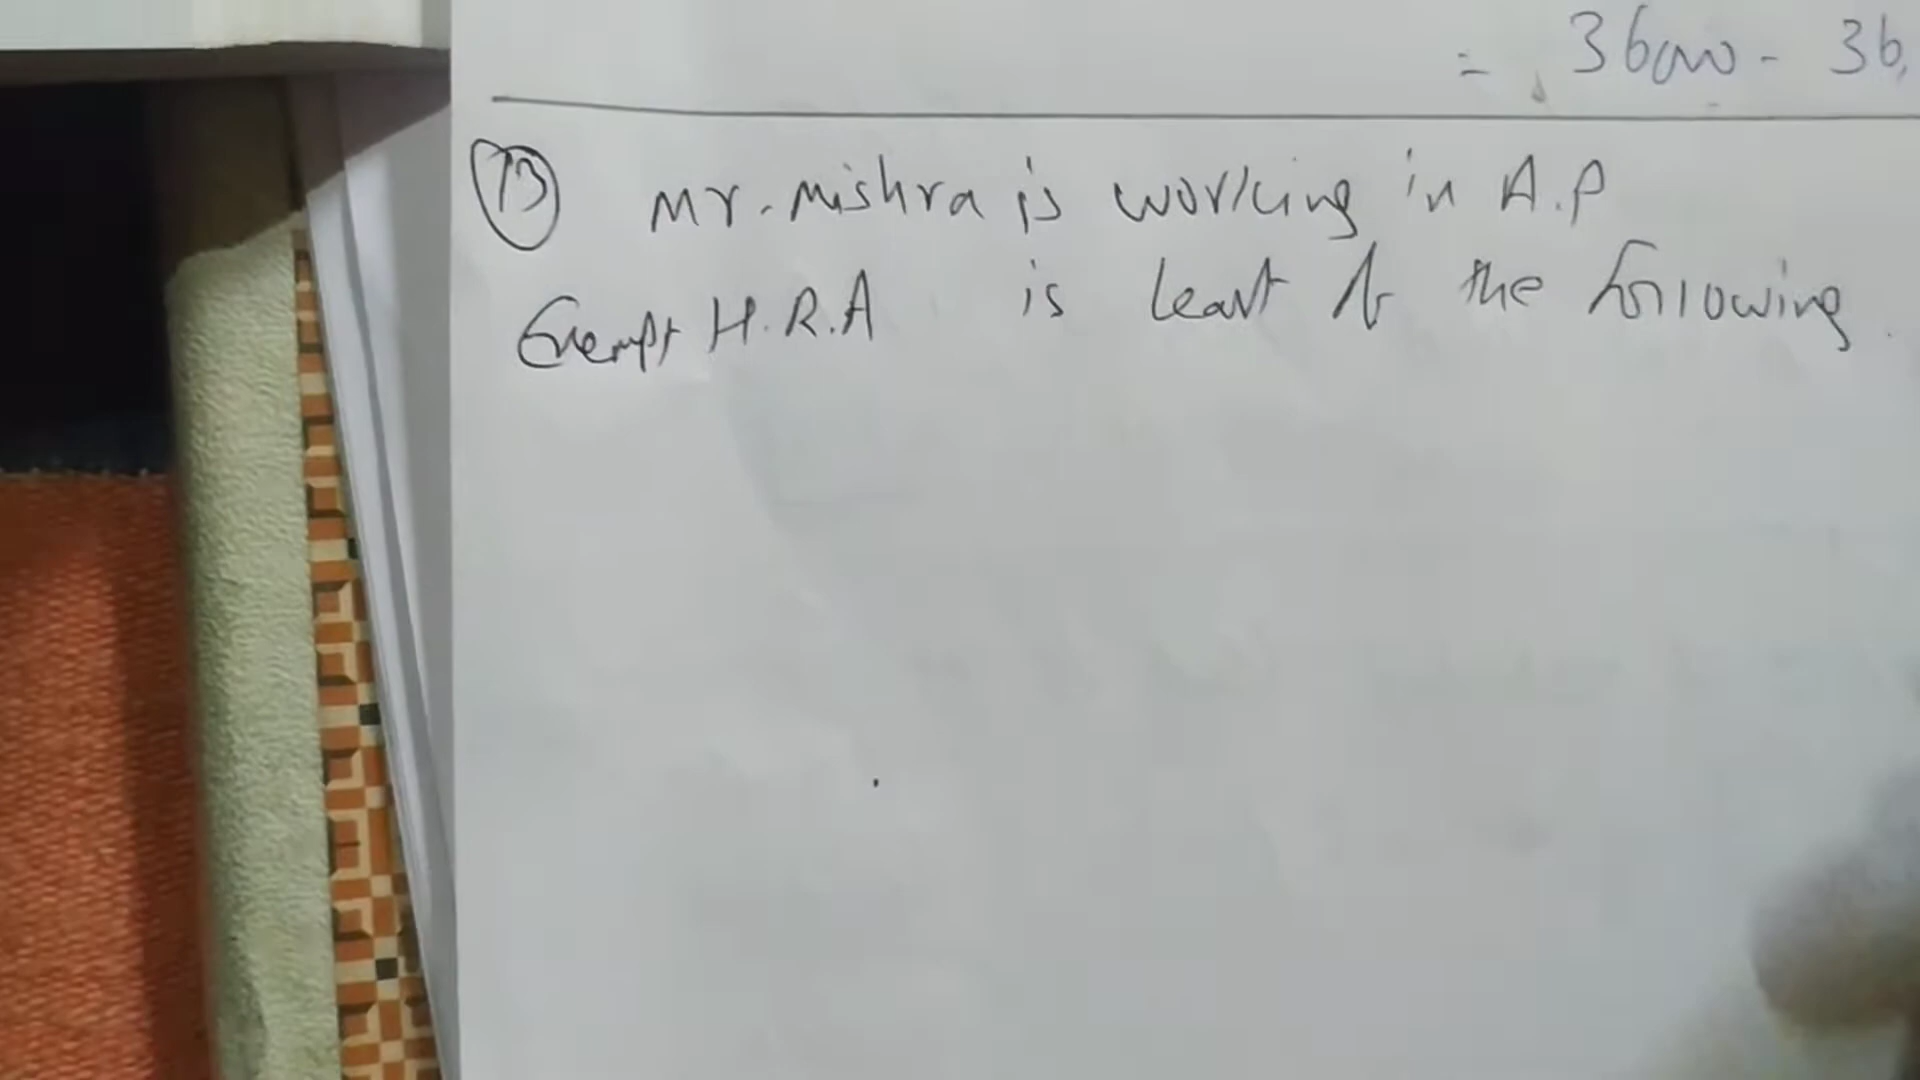 = 36000 - 36,
13 Mr. Mishra is working in A.P
Exempt H.R.A is least of the following.